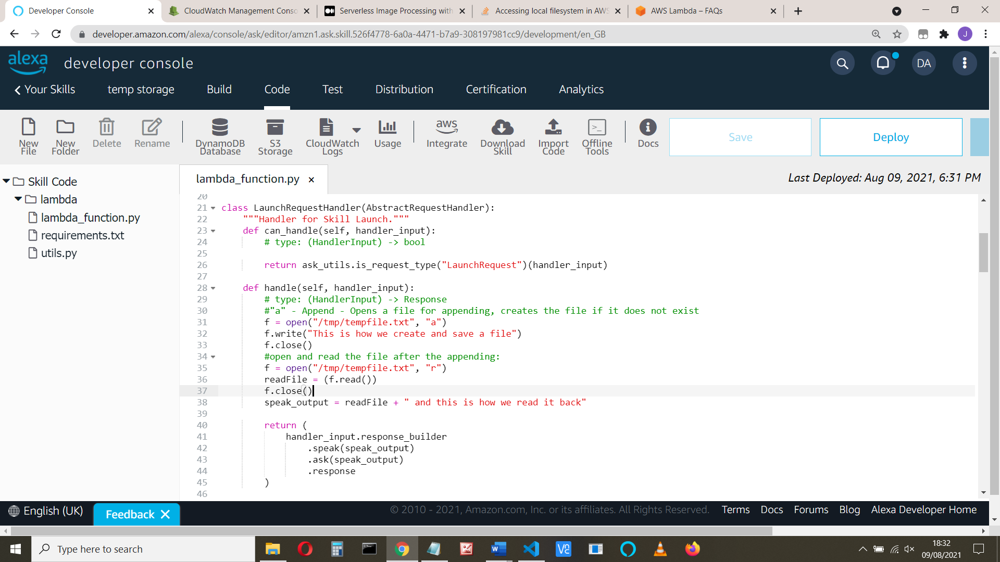 Developer Console
CloudWatch Management Conso
Serverless Image Processing with
Accessing local filesystem in AWS
AWS Lambda – FAQs
developer.amazon.com/alexa/console/ask/editor/amzn1.ask.skill.526f4778-6a0a-4471-b7a9-308197981cc9/development/en_GB
J
alexa developer console
DA
Your Skills
temp storage
Build
Code
Test
Distribution
Certification
Analytics
New File
New Folder
Delete
Rename
DynamoDB Database
S3 Storage
CloudWatch Logs
Usage
aws
Integrate
Download Skill
Import Code
Offline Tools
Docs
Save
Deploy
Skill Code
lambda
lambda_function.py
requirements.txt
utils.py
lambda_function.py
Last Deployed: Aug 09, 2021, 6:31 PM
20
21 class LaunchRequestHandler(AbstractRequestHandler):
22     """Handler for Skill Launch."""
23     def can_handle(self, handler_input):
24         # type: (HandlerInput) -> bool
25
26         return ask_utils.is_request_type("LaunchRequest")(handler_input)
27
28     def handle(self, handler_input):
29         # type: (HandlerInput) -> Response
30         #"a" - Append - Opens a file for appending, creates the file if it does not exist
31         f = open("/tmp/tempfile.txt", "a")
32         f.write("This is how we create and save a file")
33         f.close()
34         #open and read the file after the appending:
35         f = open("/tmp/tempfile.txt", "r")
36         readFile = (f.read())
37         f.close()
38         speak_output = readFile + " and this is how we read it back"
39
40         return (
41             handler_input.response_builder
42                 .speak(speak_output)
43                 .ask(speak_output)
44                 .response
45         )
46
English (UK)
Feedback
© 2010 - 2021, Amazon.com, Inc. or its affiliates. All Rights Reserved.
Terms
Docs
Forums
Blog
Alexa Developer Home
Type here to search
18:32
09/08/2021